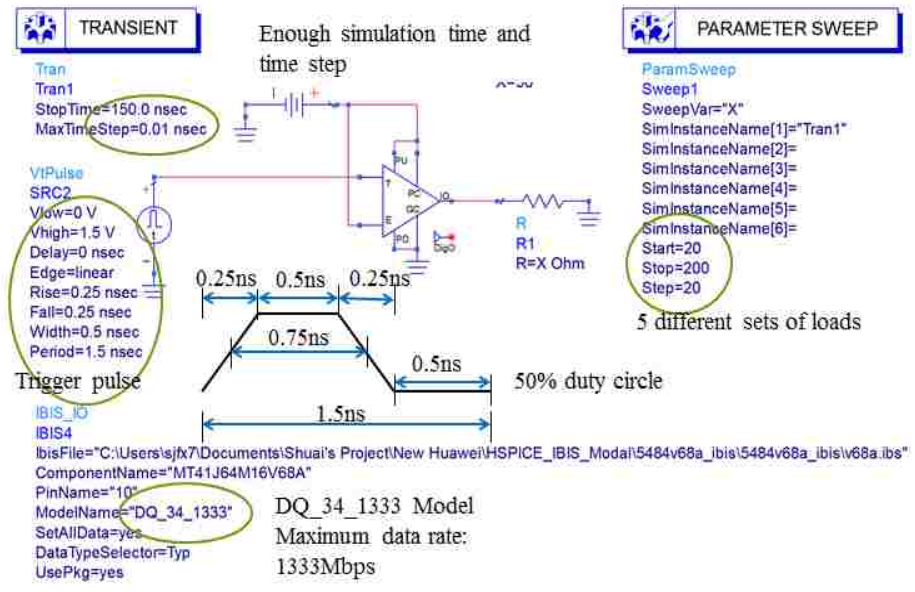 TRANSIENT
Enough simulation time and
time step
PARAMETER SWEEP
Tran
Tran1
StopTime=150.0 nsec
MaxTimeStep=0.01 nsec
ParamSweep
Sweep1
SweepVar="X"
SimInstanceName[1]="Tran1"
SimInstanceName[2]=
SimInstanceName[3]=
SimInstanceName[4]=
SimInstanceName[5]=
SimInstanceName[6]=
Start=20
Stop=200
Step=20
5 different sets of loads
VtPulse
SRC2
Vlow=0 V
Vhigh=1.5 V
Delay=0 nsec
Edge=linear
Rise=0.25 nsec
Fall=0.25 nsec
Width=0.5 nsec
Period=1.5 nsec
Trigger pulse
PU
T
PC
IO
GC
E
PD
DgO
R
R1
R=X Ohm
0.25ns
0.5ns
0.25ns
0.75ns
0.5ns
50% duty circle
1.5ns
IBIS_IO
IBIS4
IbisFile="C:\Users\sjfx7\Documents\Shuai's Project\New Huawei\HSPICE_IBIS_Modal\5484v68a_ibis\5484v68a_ibis\v68a.ibs"
ComponentName="MT41J64M16V68A"
PinName="10"
ModelName="DQ_34_1333"
SetAllData=yes
DataTypeSelector=Typ
UsePkg=yes
DQ_34_1333 Model
Maximum data rate:
1333Mbps